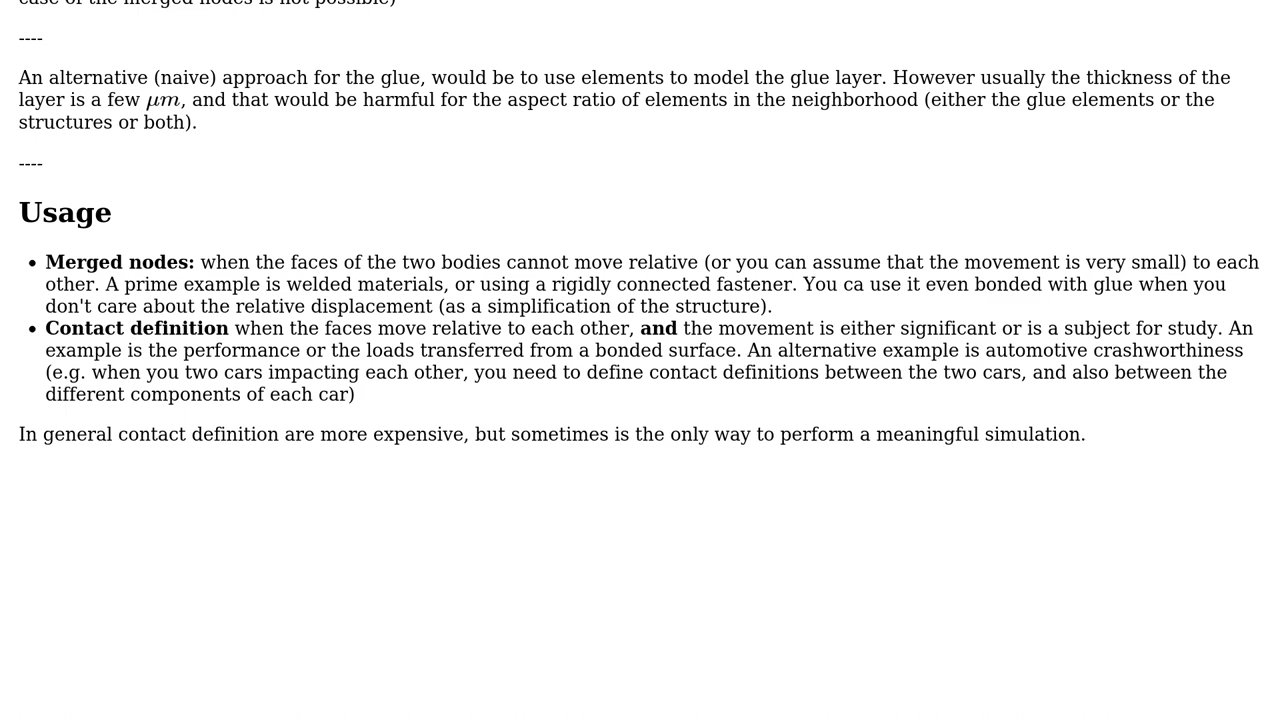 case of the merged nodes is not possible)
----
An alternative (naive) approach for the glue, would be to use elements to model the glue layer. However usually the thickness of the
layer is a few μm, and that would be harmful for the aspect ratio of elements in the neighborhood (either the glue elements or the
structures or both).
----
Usage
• Merged nodes: when the faces of the two bodies cannot move relative (or you can assume that the movement is very small) to each
other. A prime example is welded materials, or using a rigidly connected fastener. You ca use it even bonded with glue when you
don't care about the relative displacement (as a simplification of the structure).
• Contact definition when the faces move relative to each other, and the movement is either significant or is a subject for study. An
example is the performance or the loads transferred from a bonded surface. An alternative example is automotive crashworthiness
(e.g. when you two cars impacting each other, you need to define contact definitions between the two cars, and also between the
different components of each car)
In general contact definition are more expensive, but sometimes is the only way to perform a meaningful simulation.